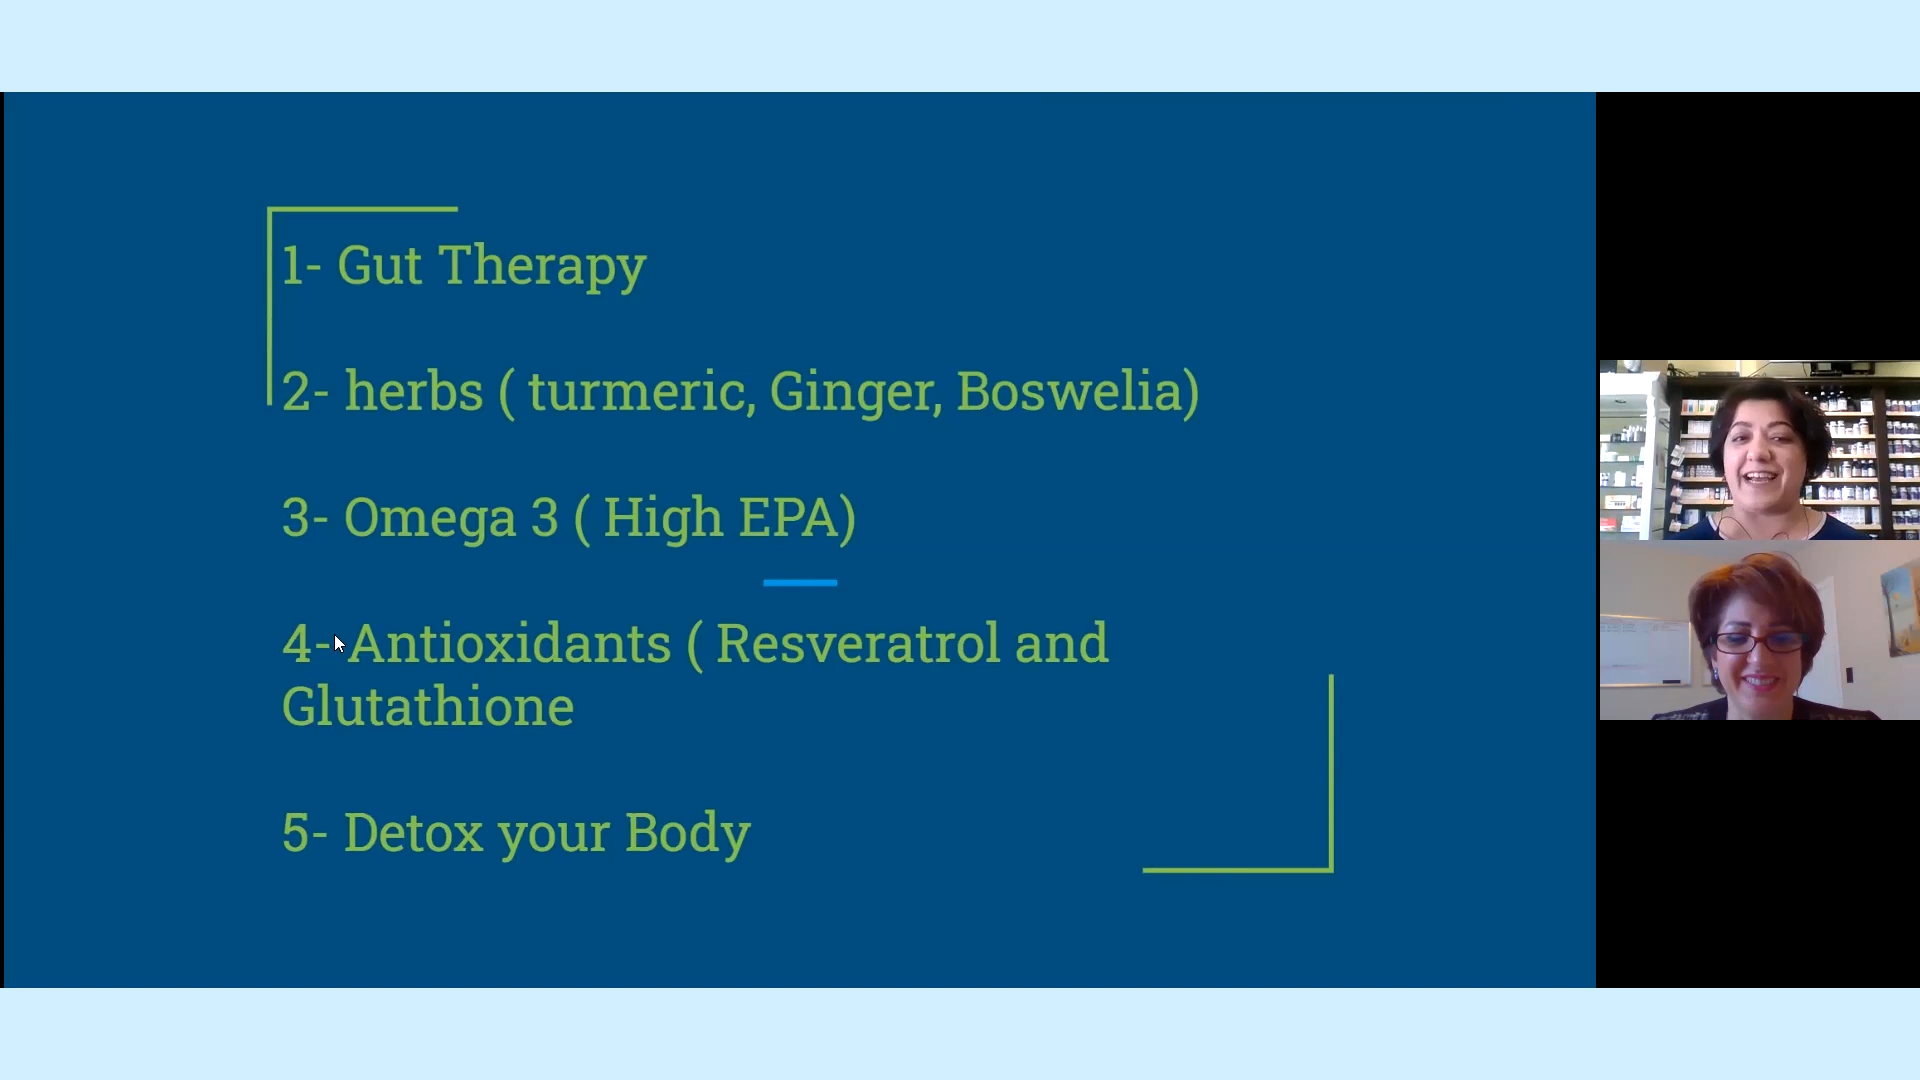 1- Gut Therapy
2- herbs ( turmeric, Ginger, Boswelia)
3- Omega 3 ( High EPA)
4- Antioxidants ( Resveratrol and
Glutathione
5- Detox your Body